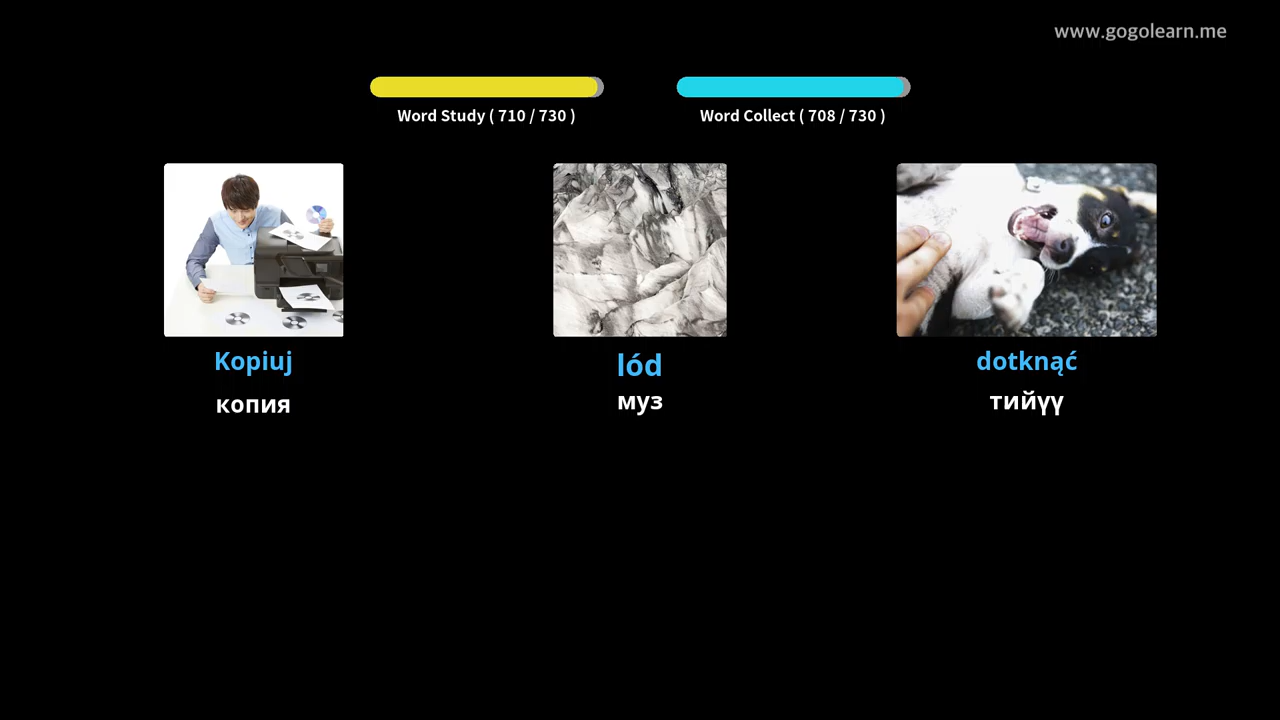 www.gogolearn.me
Word Study ( 710 / 730 )
Word Collect ( 708 / 730 )
Kopiuj
lód
dotknąć
копия
муз
тийүү